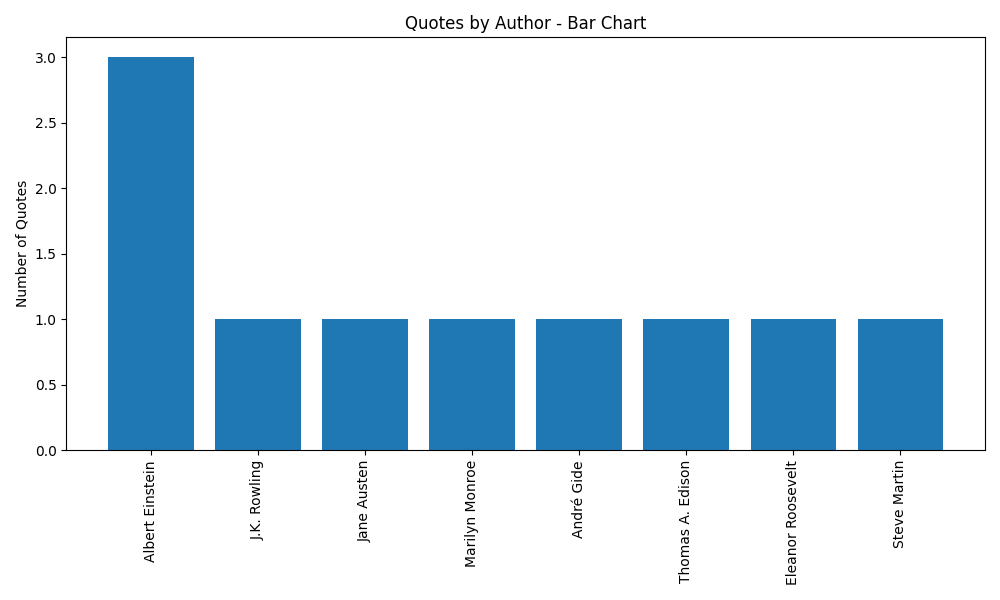 Quotes by Author - Bar Chart
Number of Quotes
3.0
2.5
2.0
1.5
1.0
0.5
0.0
Albert Einstein
J.K. Rowling
Jane Austen
Marilyn Monroe
André Gide
Thomas A. Edison
Eleanor Roosevelt
Steve Martin